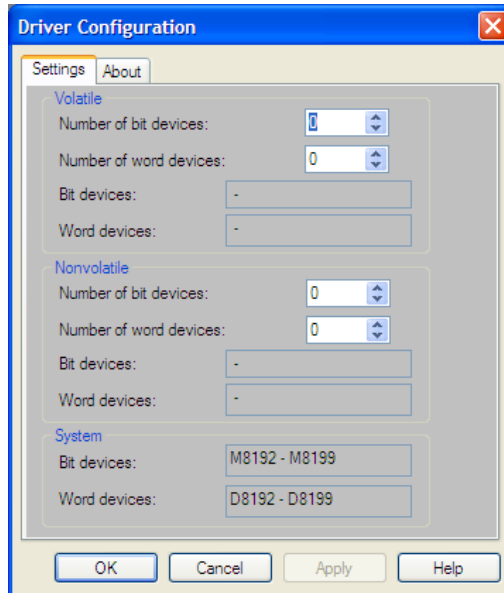 Driver Configuration
Settings About
Volatile
Number of bit devices: 0
Number of word devices: 0
Bit devices: -
Word devices: -
Nonvolatile
Number of bit devices: 0
Number of word devices: 0
Bit devices: -
Word devices: -
System
Bit devices: M8192 - M8199
Word devices: D8192 - D8199
OK Cancel Apply Help